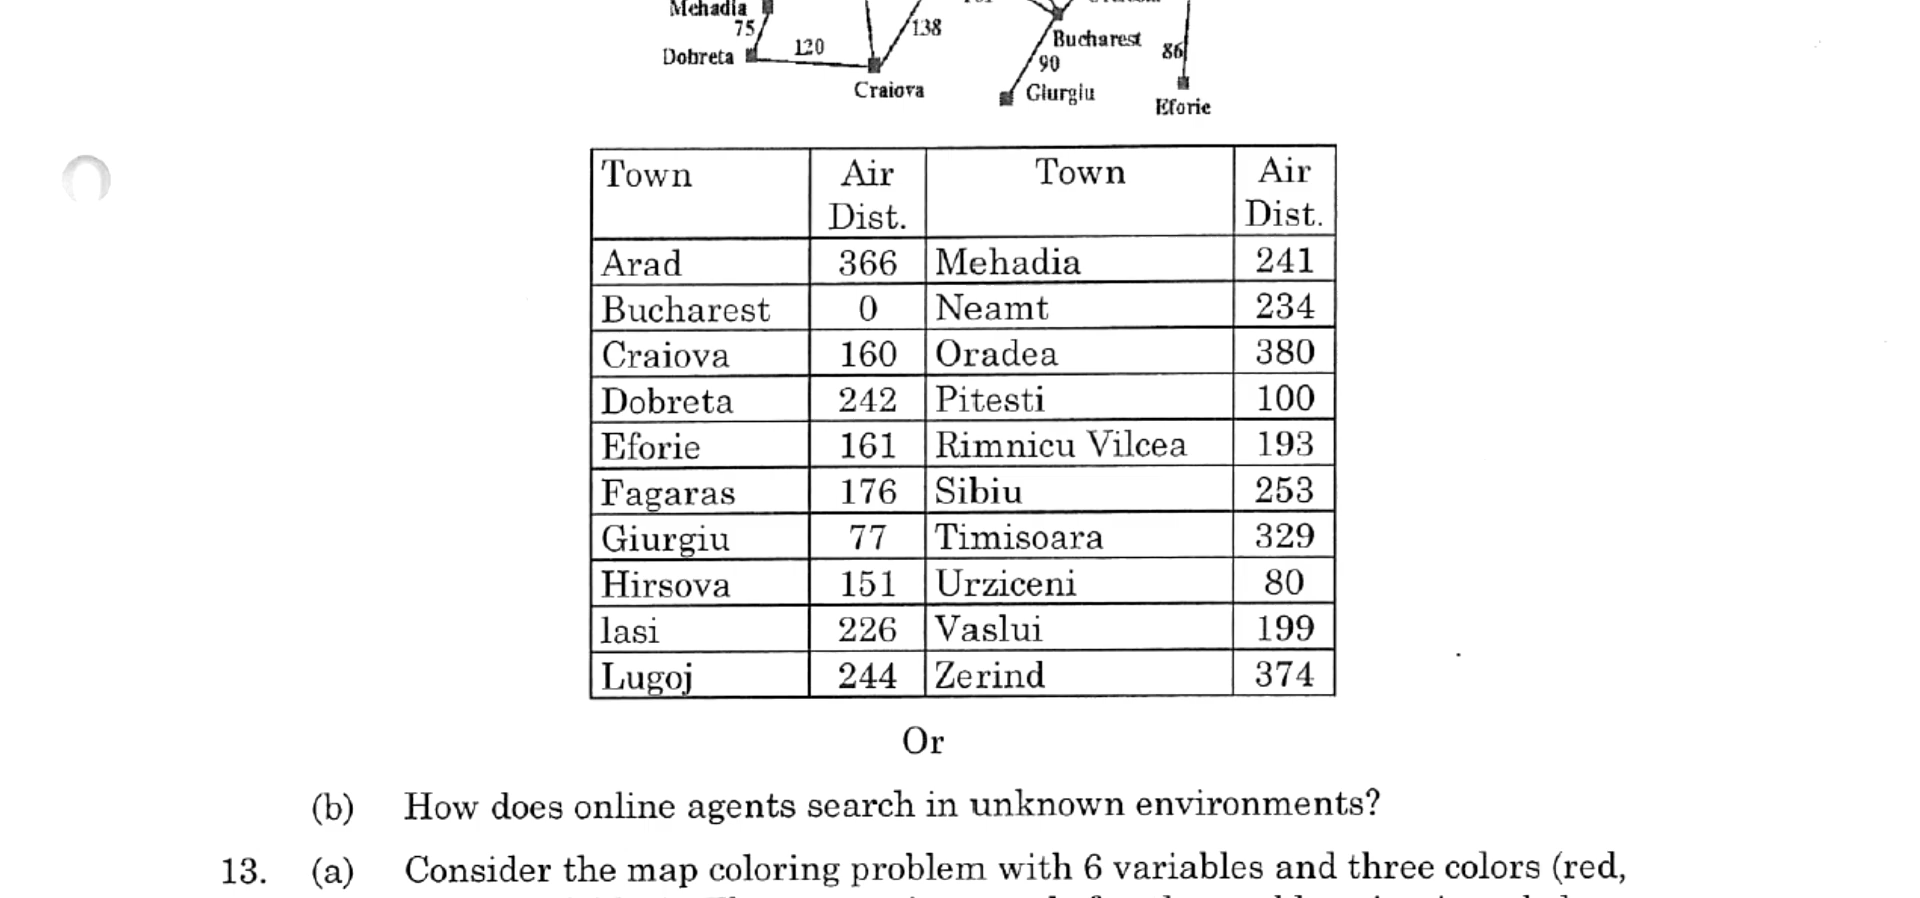 Mehadia
75
138
Bucharest
86
120
Dobreta
90
Craiova
Giurgiu
Eforie
Town Air Dist. Town Air Dist.
Arad 366 Mehadia 241
Bucharest 0 Neamt 234
Craiova 160 Oradea 380
Dobreta 242 Pitesti 100
Eforie 161 Rimnicu Vilcea 193
Fagaras 176 Sibiu 253
Giurgiu 77 Timisoara 329
Hirsova 151 Urziceni 80
lasi 226 Vaslui 199
Lugoj 244 Zerind 374
Or
(b) How does online agents search in unknown environments?
13. (a) Consider the map coloring problem with 6 variables and three colors (red,